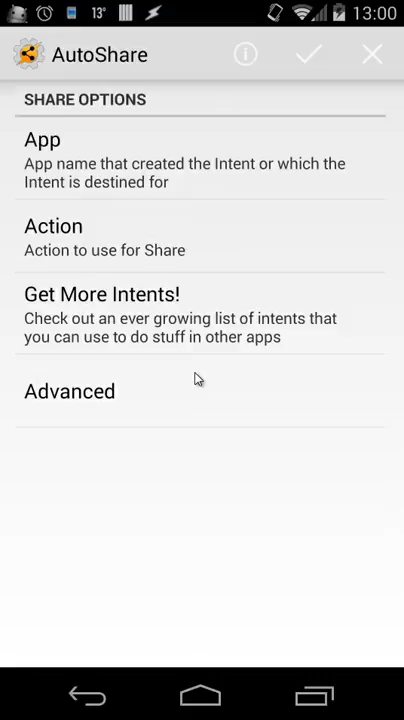 13° 13:00
AutoShare
SHARE OPTIONS
App
App name that created the Intent or which the
Intent is destined for
Action
Action to use for Share
Get More Intents!
Check out an ever growing list of intents that
you can use to do stuff in other apps
Advanced